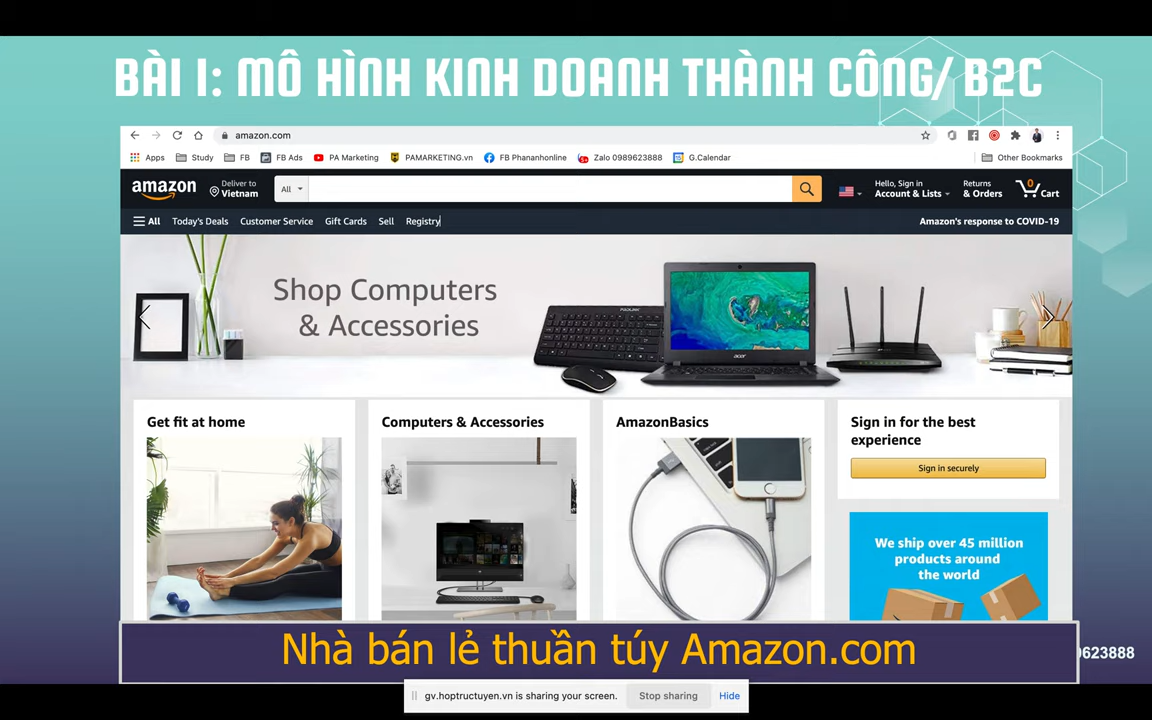 BÀI 1: MÔ HÌNH KINH DOANH THÀNH CÔNG/ B2C
amazon.com
Apps Study FB FB Ads PA Marketing PAMARKETING.vn FB Phananhonline Zalo 0989623888 G.Calendar Other Bookmarks
amazon
Deliver to
Vietnam
All
Hello, Sign in
Account & Lists
Returns
& Orders
0
Cart
All Today's Deals Customer Service Gift Cards Sell Registry
Amazon's response to COVID-19
Shop Computers
& Accessories
acer
Get fit at home
Computers & Accessories
AmazonBasics
Sign in for the best
experience
Sign in securely
We ship over 45 million
products around
the world
Nhà bán lẻ thuần túy Amazon.com
9623888
gv.hoptructuyen.vn is sharing your screen. Stop sharing Hide